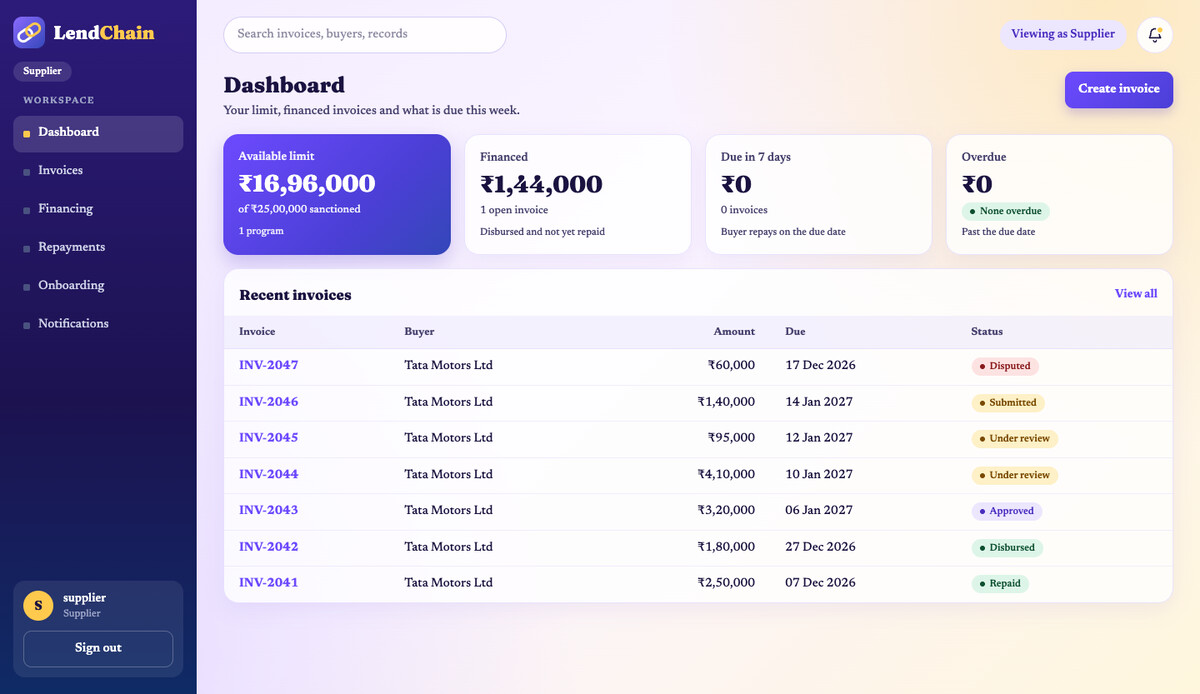 LendChain
Supplier
WORKSPACE
Dashboard
Invoices
Financing
Repayments
Onboarding
Notifications
S
supplier
Supplier
Sign out
Search invoices, buyers, records
Viewing as Supplier
Dashboard
Your limit, financed invoices and what is due this week.
Create invoice
Available limit
₹16,96,000
of ₹25,00,000 sanctioned
1 program
Financed
₹1,44,000
1 open invoice
Disbursed and not yet repaid
Due in 7 days
₹0
0 invoices
Buyer repays on the due date
Overdue
₹0
None overdue
Past the due date
Recent invoices View all
Invoice Buyer Amount Due Status
INV-2047 Tata Motors Ltd ₹60,000 17 Dec 2026 Disputed
INV-2046 Tata Motors Ltd ₹1,40,000 14 Jan 2027 Submitted
INV-2045 Tata Motors Ltd ₹95,000 12 Jan 2027 Under review
INV-2044 Tata Motors Ltd ₹4,10,000 10 Jan 2027 Under review
INV-2043 Tata Motors Ltd ₹3,20,000 06 Jan 2027 Approved
INV-2042 Tata Motors Ltd ₹1,80,000 27 Dec 2026 Disbursed
INV-2041 Tata Motors Ltd ₹2,50,000 07 Dec 2026 Repaid